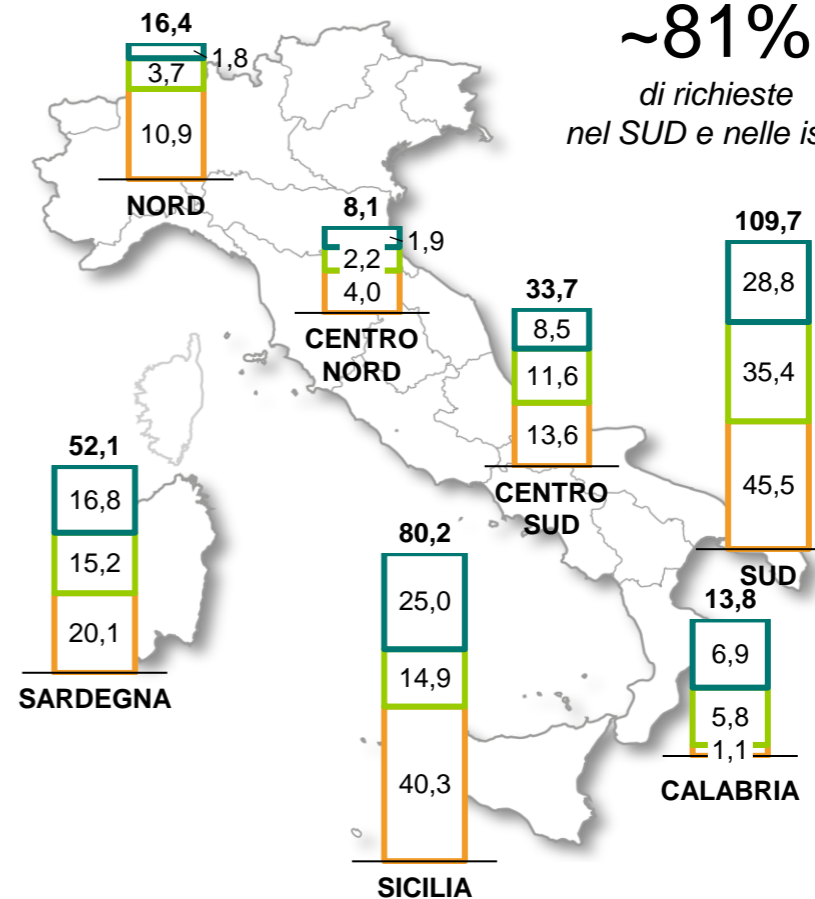 ~81%
di richieste
nel SUD e nelle
16,4
1,8
3,7
10,9
NORD
8,1
1,9
2,2
4,0
CENTRO
NORD
33,7
8,5
11,6
13,6
CENTRO
SUD
109,7
28,8
35,4
45,5
SUD
52,1
16,8
15,2
20,1
SARDEGNA
80,2
25,0
14,9
40,3
SICILIA
13,8
6,9
5,8
1,1
CALABRIA